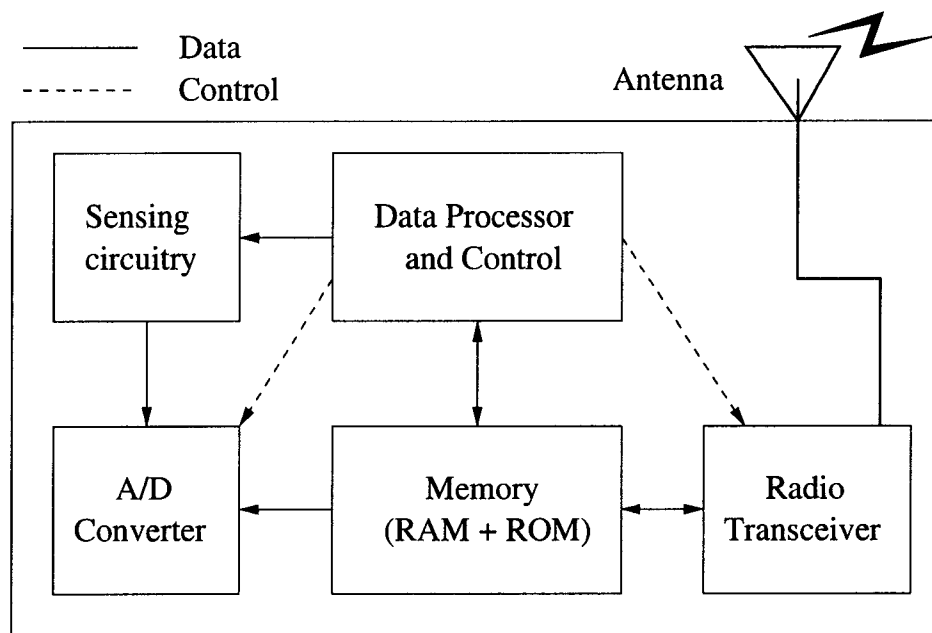 Data
Control
Antenna
Sensing
circuitry
Data Processor
and Control
A/D
Converter
Memory
(RAM + ROM)
Radio
Transceiver